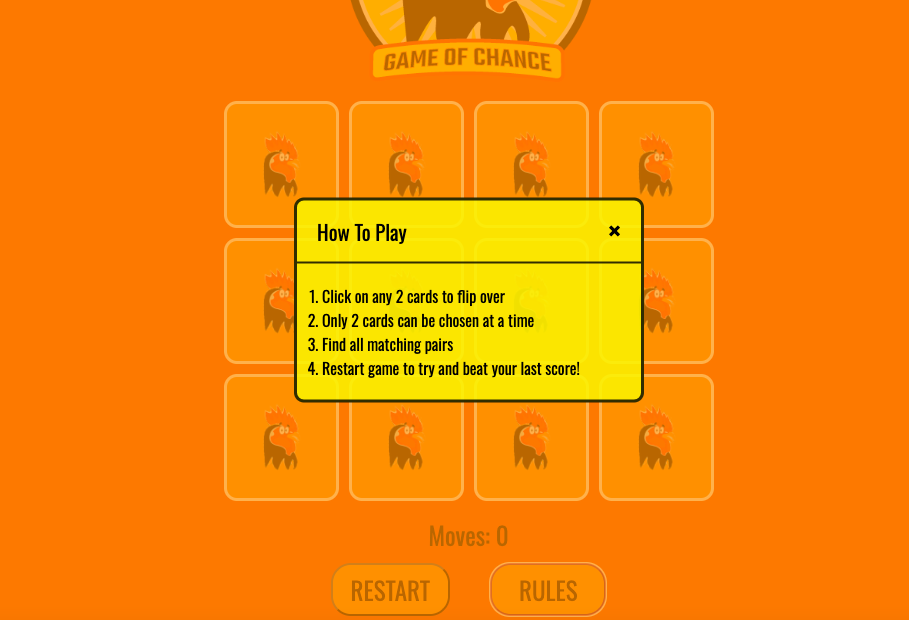 GAME OF CHANCE
How To Play
×
1. Click on any 2 cards to flip over
2. Only 2 cards can be chosen at a time
3. Find all matching pairs
4. Restart game to try and beat your last score!
Moves: 0
RESTART
RULES